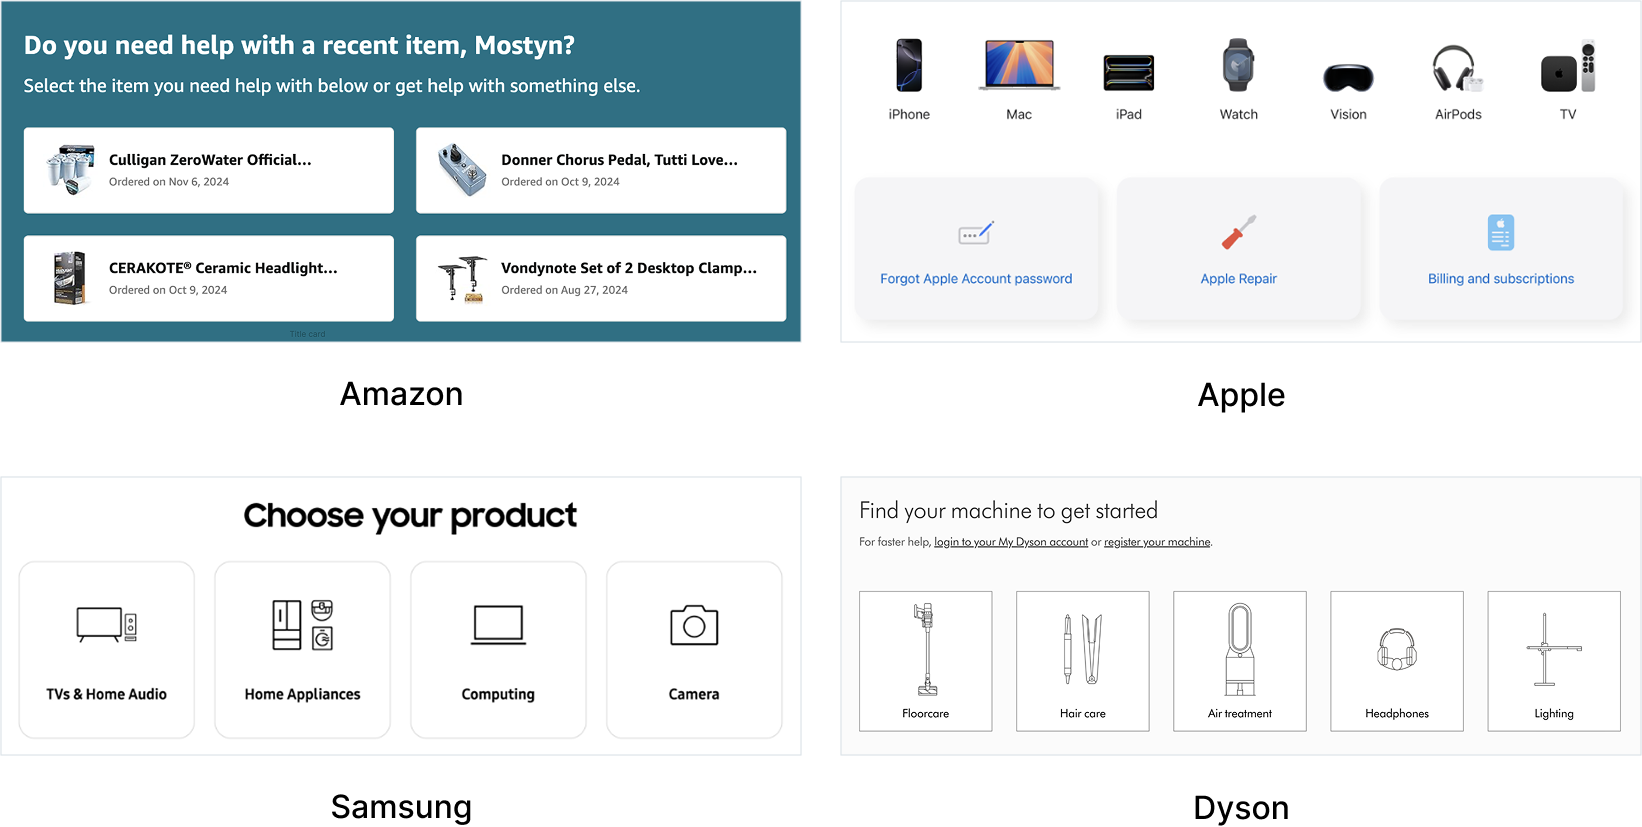 Do you need help with a recent item, Mostyn?
Select the item you need help with below or get help with something else.
Culligan ZeroWater Official...
Ordered on Nov 6, 2024
Donner Chorus Pedal, Tutti Love...
Ordered on Oct 9, 2024
CERAKOTE® Ceramic Headlight...
Ordered on Oct 9, 2024
Vondynote Set of 2 Desktop Clamp...
Ordered on Aug 27, 2024
Title card
Amazon
iPhone
Mac
iPad
Watch
Vision
AirPods
TV
Forgot Apple Account password
Apple Repair
Billing and subscriptions
Apple
Choose your product
TVs & Home Audio
Home Appliances
Computing
Camera
Samsung
Find your machine to get started
For faster help, login to your My Dyson account or register your machine.
Floorcare
Hair care
Air treatment
Headphones
Lighting
Dyson